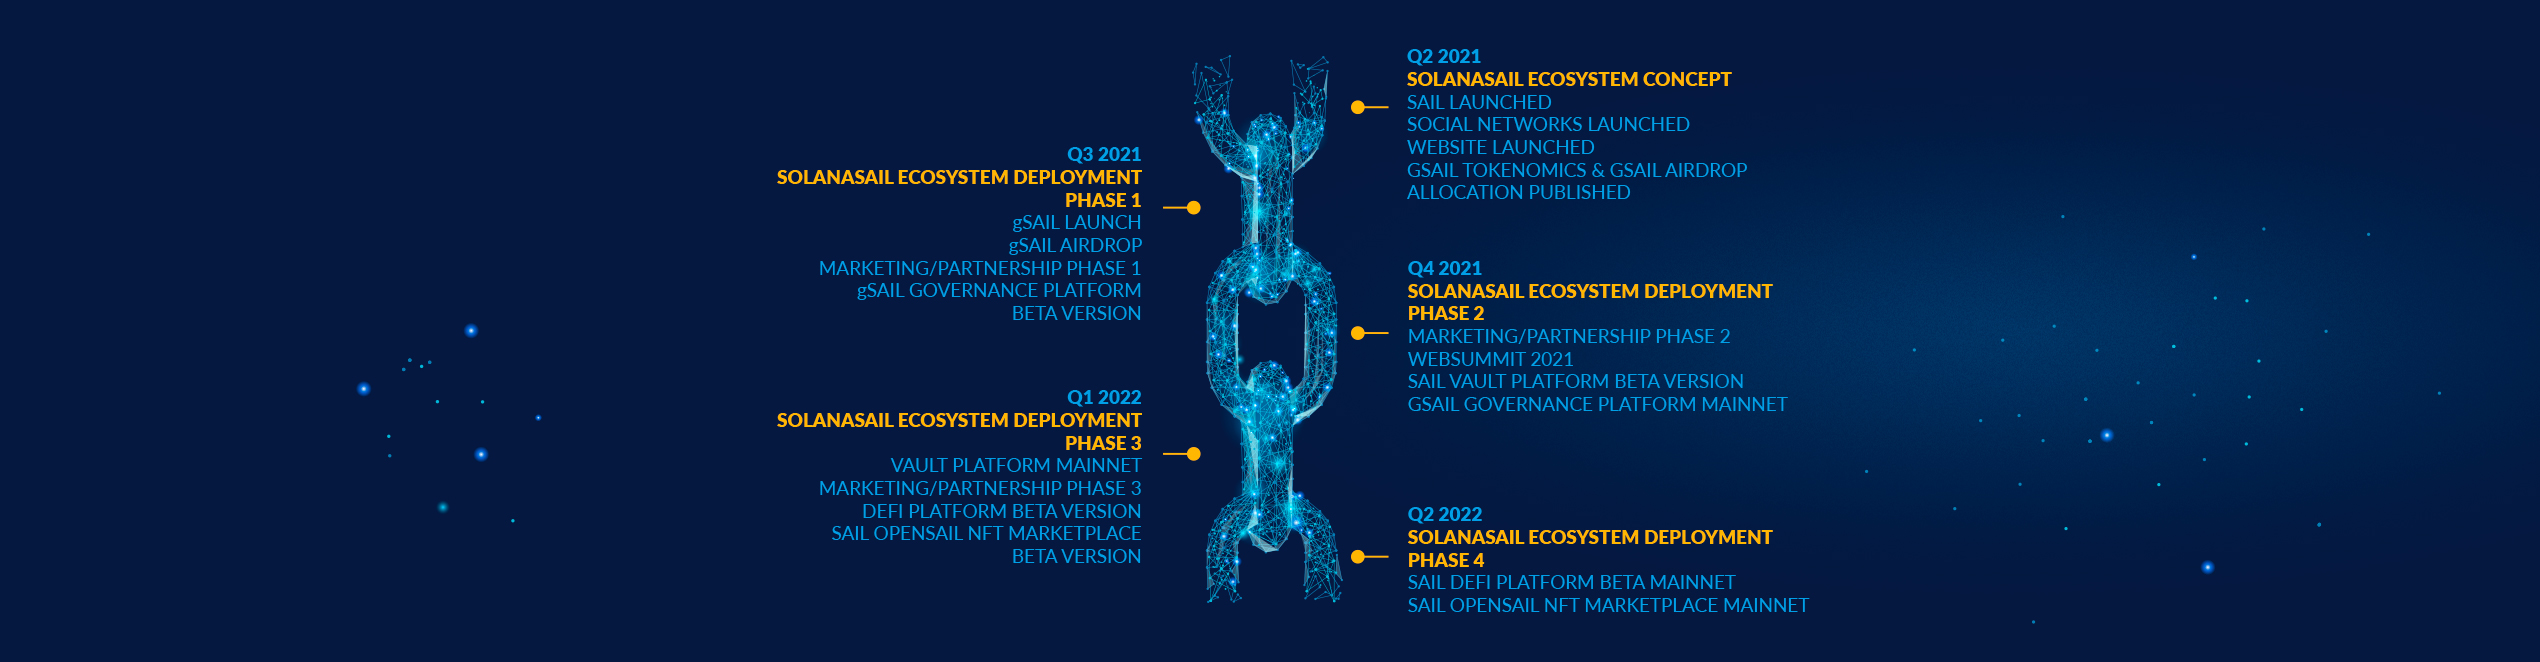 Q2 2021
SOLANASAIL ECOSYSTEM CONCEPT
SAIL LAUNCHED
SOCIAL NETWORKS LAUNCHED
WEBSITE LAUNCHED
GSAIL TOKENOMICS & GSAIL AIRDROP
ALLOCATION PUBLISHED
Q3 2021
SOLANASAIL ECOSYSTEM DEPLOYMENT
PHASE 1
gSAIL LAUNCH
gSAIL AIRDROP
MARKETING/PARTNERSHIP PHASE 1
gSAIL GOVERNANCE PLATFORM
BETA VERSION
Q4 2021
SOLANASAIL ECOSYSTEM DEPLOYMENT
PHASE 2
MARKETING/PARTNERSHIP PHASE 2
WEBSUMMIT 2021
SAIL VAULT PLATFORM BETA VERSION
GSAIL GOVERNANCE PLATFORM MAINNET
Q1 2022
SOLANASAIL ECOSYSTEM DEPLOYMENT
PHASE 3
VAULT PLATFORM MAINNET
MARKETING/PARTNERSHIP PHASE 3
DEFI PLATFORM BETA VERSION
SAIL OPENSAIL NFT MARKETPLACE
BETA VERSION
Q2 2022
SOLANASAIL ECOSYSTEM DEPLOYMENT
PHASE 4
SAIL DEFI PLATFORM BETA MAINNET
SAIL OPENSAIL NFT MARKETPLACE MAINNET